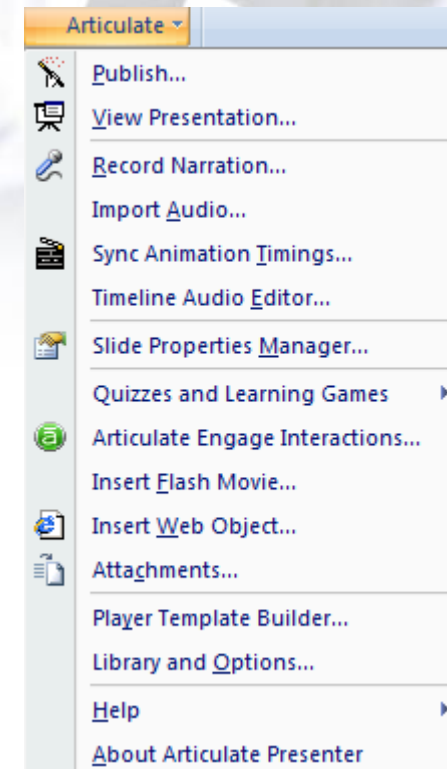 Articulate
Publish...
View Presentation...
Record Narration...
Import Audio...
Sync Animation Timings...
Timeline Audio Editor...
Slide Properties Manager...
Quizzes and Learning Games
Articulate Engage Interactions...
Insert Flash Movie...
Insert Web Object...
Attachments...
Player Template Builder...
Library and Options...
Help
About Articulate Presenter